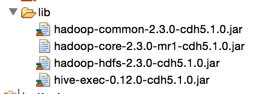 lib
hadoop-common-2.3.0-cdh5.1.0.jar
hadoop-core-2.3.0-mr1-cdh5.1.0.jar
hadoop-hdfs-2.3.0-cdh5.1.0.jar
hive-exec-0.12.0-cdh5.1.0.jar